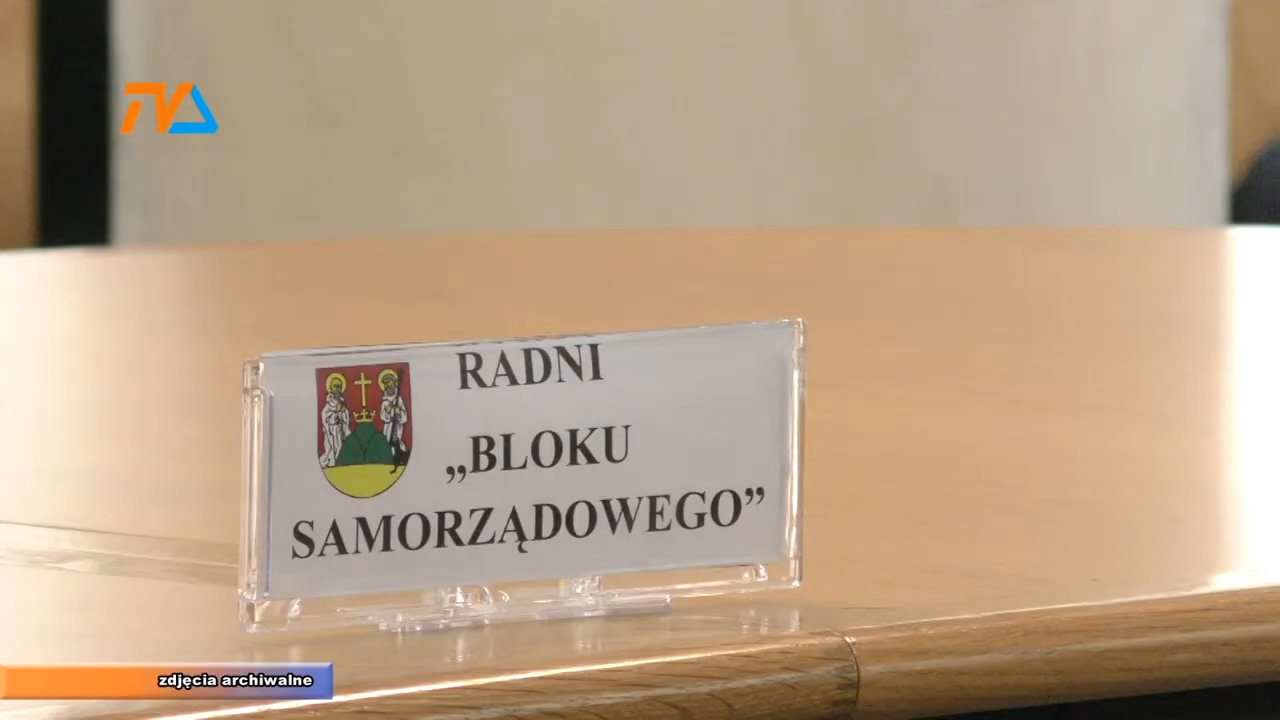 TVA
RADNI
„BLOKU
SAMORZĄDOWEGO”
zdjęcia archiwalne